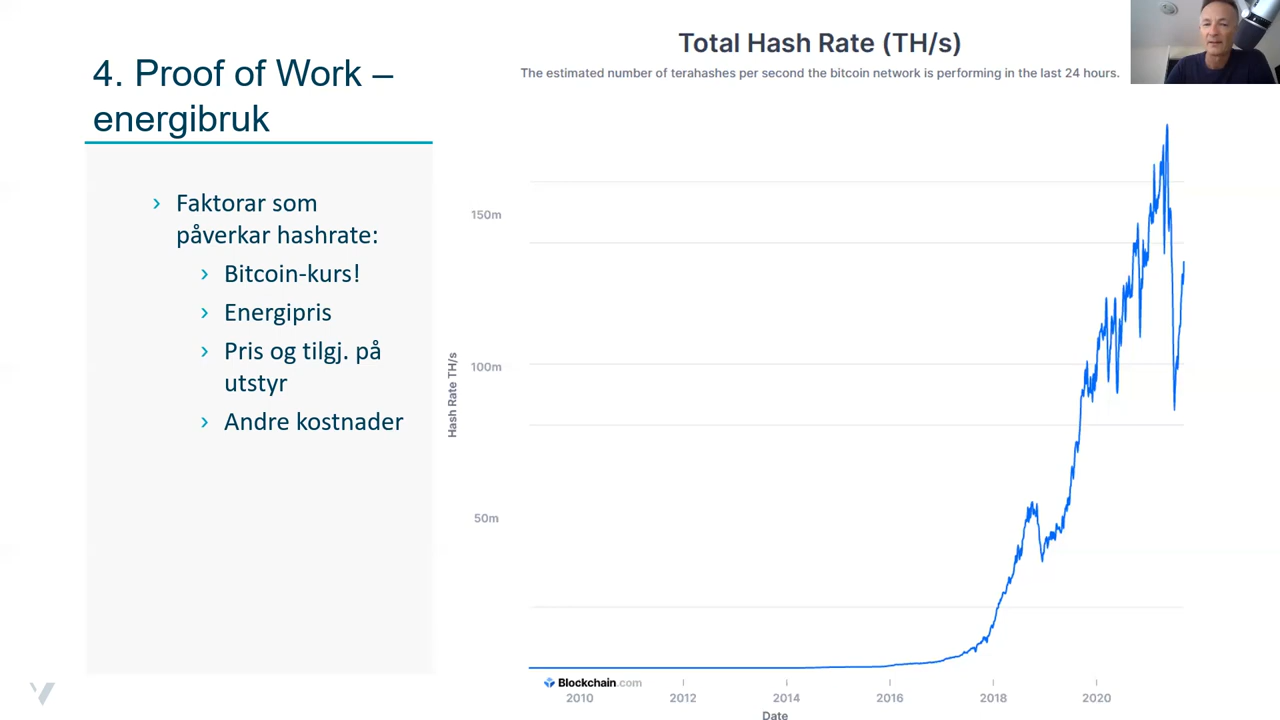 4. Proof of Work –
energibruk
› Faktorar som
påverkar hashrate:
› Bitcoin-kurs!
› Energipris
› Pris og tilgj. på
utstyr
› Andre kostnader
Total Hash Rate (TH/s)
The estimated number of terahashes per second the bitcoin network is performing in the last 24 hours.
Hash Rate TH/s
150m
100m
50m
Blockchain.com
2010 2012 2014 2016 2018 2020
Date